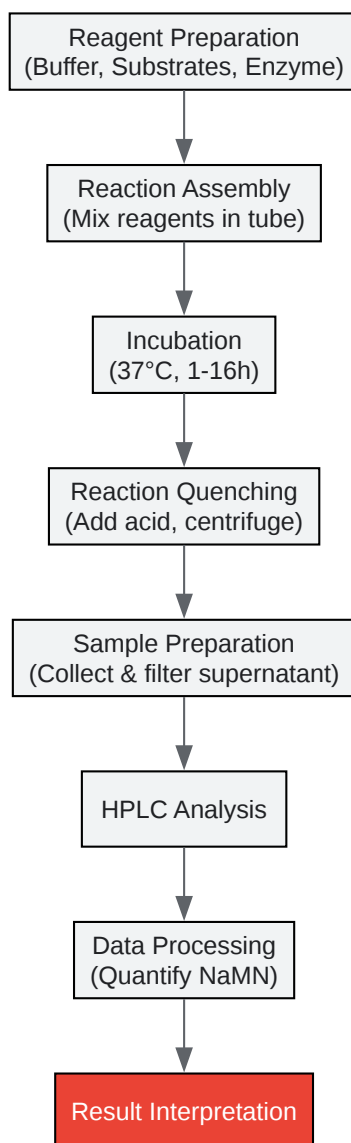 Reagent Preparation
(Buffer, Substrates, Enzyme)
Reaction Assembly
(Mix reagents in tube)
Incubation
(37°C, 1-16h)
Reaction Quenching
(Add acid, centrifuge)
Sample Preparation
(Collect & filter supernatant)
HPLC Analysis
Data Processing
(Quantify NaMN)
Result Interpretation